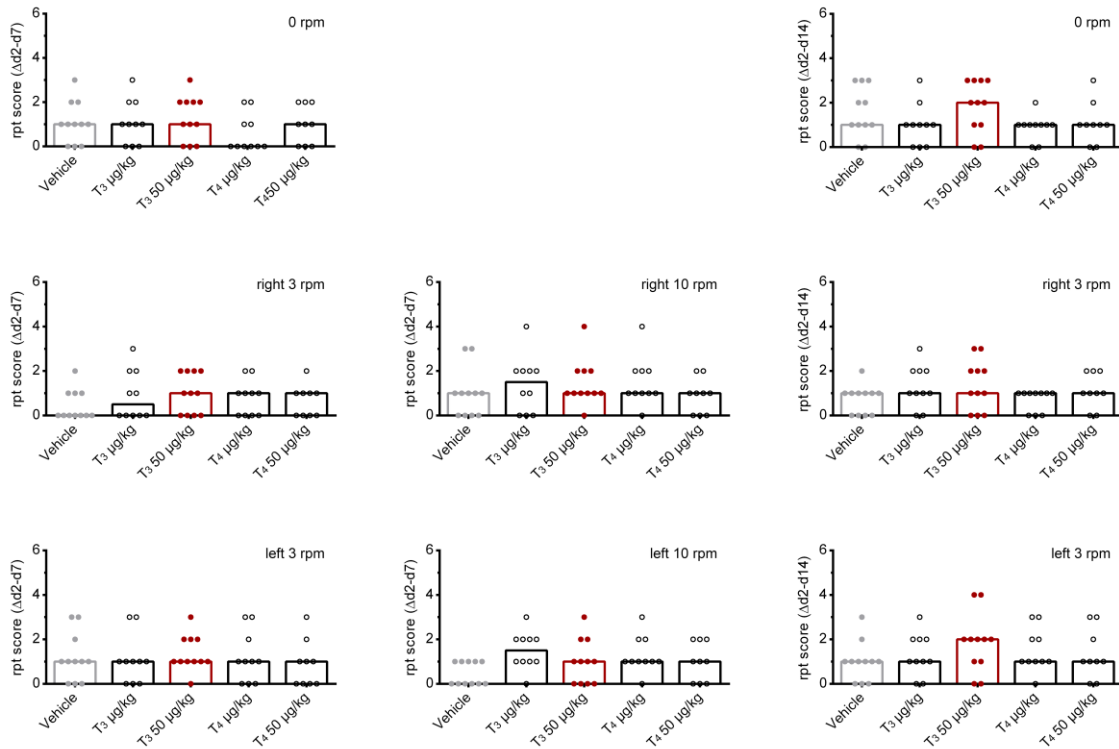 0 rpm
rpt score (Δd2-d7)
6
4
2
0
Vehicle
T3 µg/kg
T3 50 µg/kg
T4 µg/kg
T450 µg/kg
0 rpm
rpt score (Δd2-d14)
6
4
2
0
Vehicle
T3 µg/kg
T3 50 µg/kg
T4 µg/kg
T4 50 µg/kg
right 3 rpm
rpt score (Δd2-d7)
6
4
2
0
Vehicle
T3 µg/kg
T3 50 µg/kg
T4 µg/kg
T4 50 µg/kg
right 10 rpm
rpt score (Δd2-d7)
6
4
2
0
Vehicle
T3 µg/kg
T3 50 µg/kg
T4 µg/kg
T4 50 µg/kg
right 3 rpm
rpt score (Δd2-d14)
6
4
2
0
Vehicle
T3 µg/kg
T3 50 µg/kg
T4 µg/kg
T4 50 µg/kg
left 3 rpm
rpt score (Δd2-d7)
6
4
2
0
Vehicle
T3 µg/kg
T3 50 µg/kg
T4 µg/kg
T4 50 µg/kg
left 10 rpm
rpt score (Δd2-d7)
6
4
2
0
Vehicle
T3 µg/kg
T3 50 µg/kg
T4 µg/kg
T4 50 µg/kg
left 3 rpm
rpt score (Δd2-d14)
6
4
2
0
Vehicle
T3 µg/kg
T3 50 µg/kg
T4 µg/kg
T4 50 µg/kg